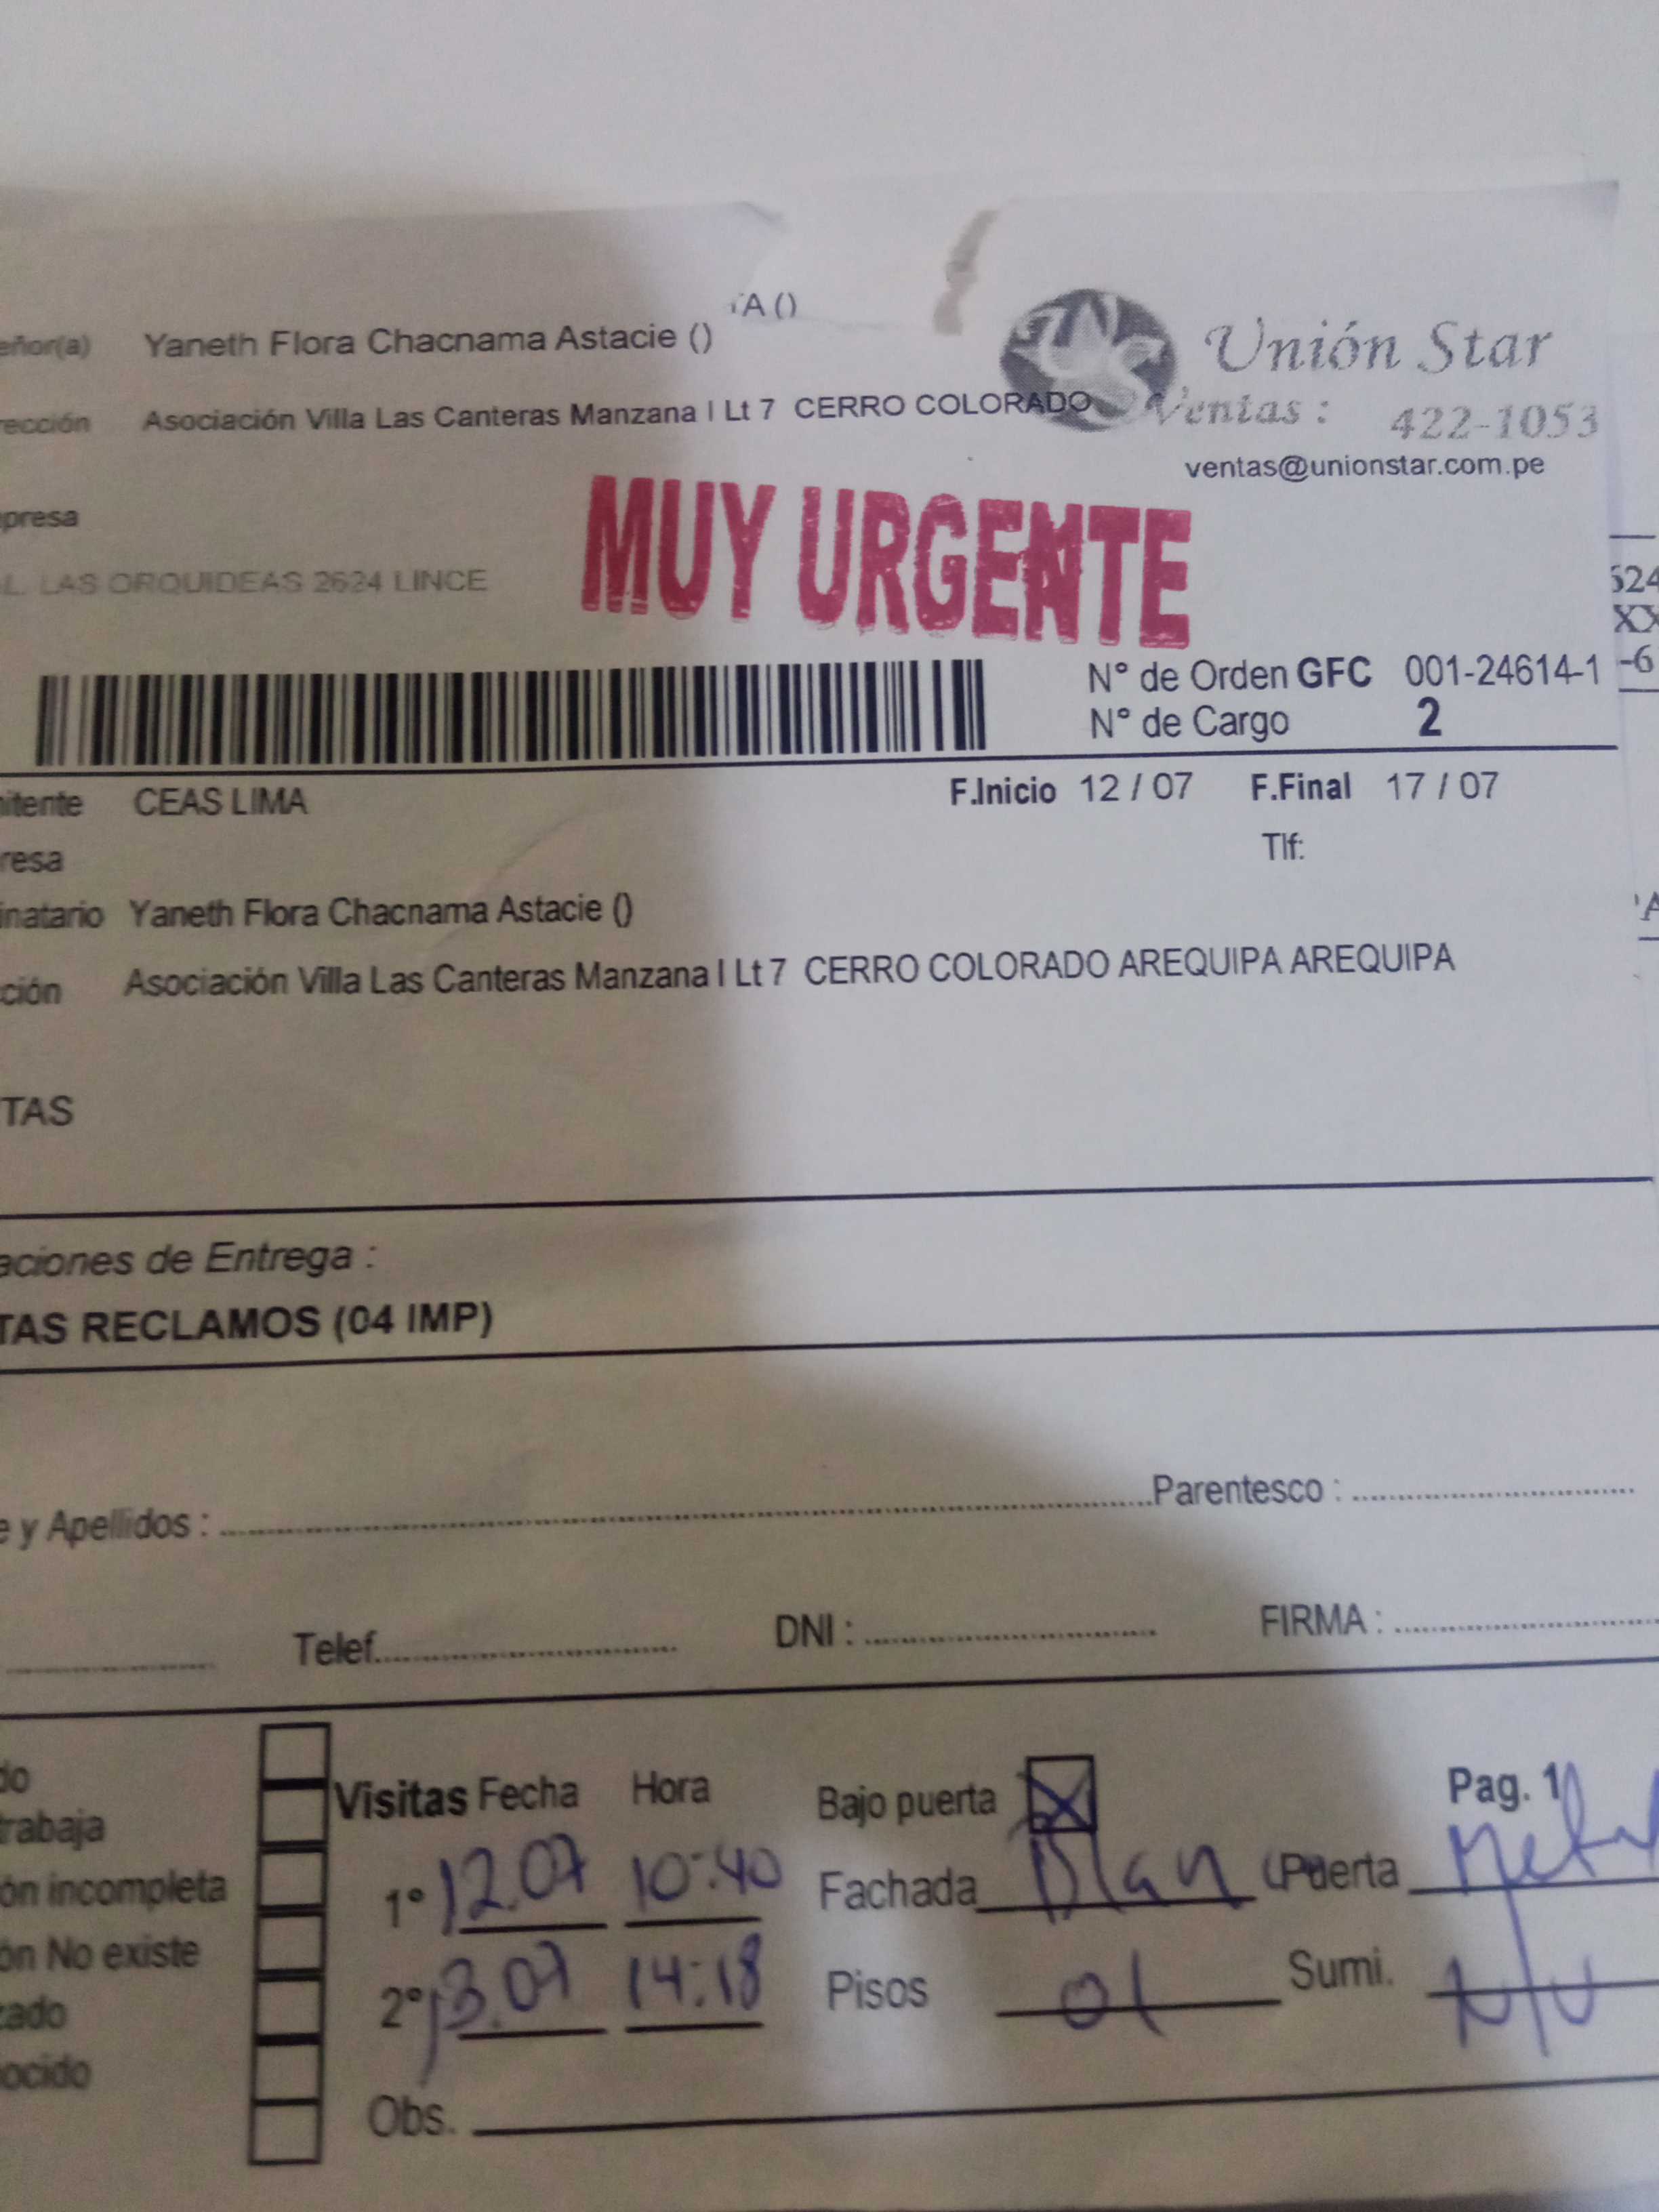 eñor(a) Yaneth Flora Chacnama Astacie () A ()
Unión Star
rección Asociación Villa Las Canteras Manzana I Lt 7 CERRO COLORADO
Ventas : 422-1053
ventas@unionstar.com.pe
presa
MUY URGENTE
L. LAS ORQUIDEAS 2624 LINCE
624
XX
N° de Orden GFC 001-24614-1
-6
N° de Cargo 2
itente CEAS LIMA
F.Inicio 12 / 07 F.Final 17 / 07
resa
Tlf:
inatario Yaneth Flora Chacnama Astacie ()
ción Asociación Villa Las Canteras Manzana I Lt 7 CERRO COLORADO AREQUIPA AREQUIPA
TAS
aciones de Entrega :
TAS RECLAMOS (04 IMP)
e y Apellidos : Parentesco :
Telef. DNI : FIRMA :
do
Visitas Fecha Hora Bajo puerta X Pag. 1
rabaja
ón incompleta
1° 12.07 10:40 Fachada Puerta
ón No existe
2° 13.07 14:18 Pisos 01 Sumi. N/V
zado
ocido
Obs.